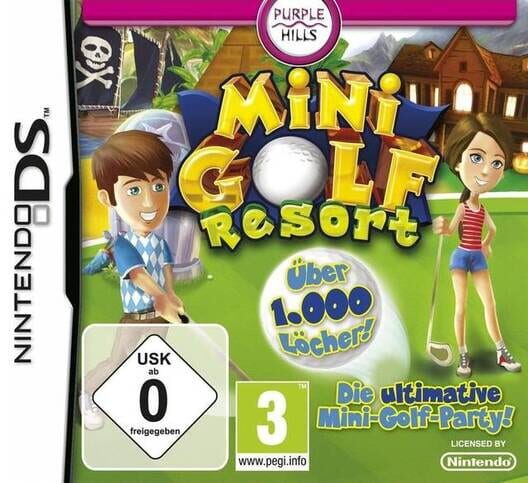 PURPLE
HILLS
NINTENDO DS™
MiNi
GOLF
ReSoRt
Über
1.000
Löcher!
USK
ab
0
freigegeben
3
www.pegi.info
Die ultimative
Mini-Golf-Party!
LICENSED BY
Nintendo